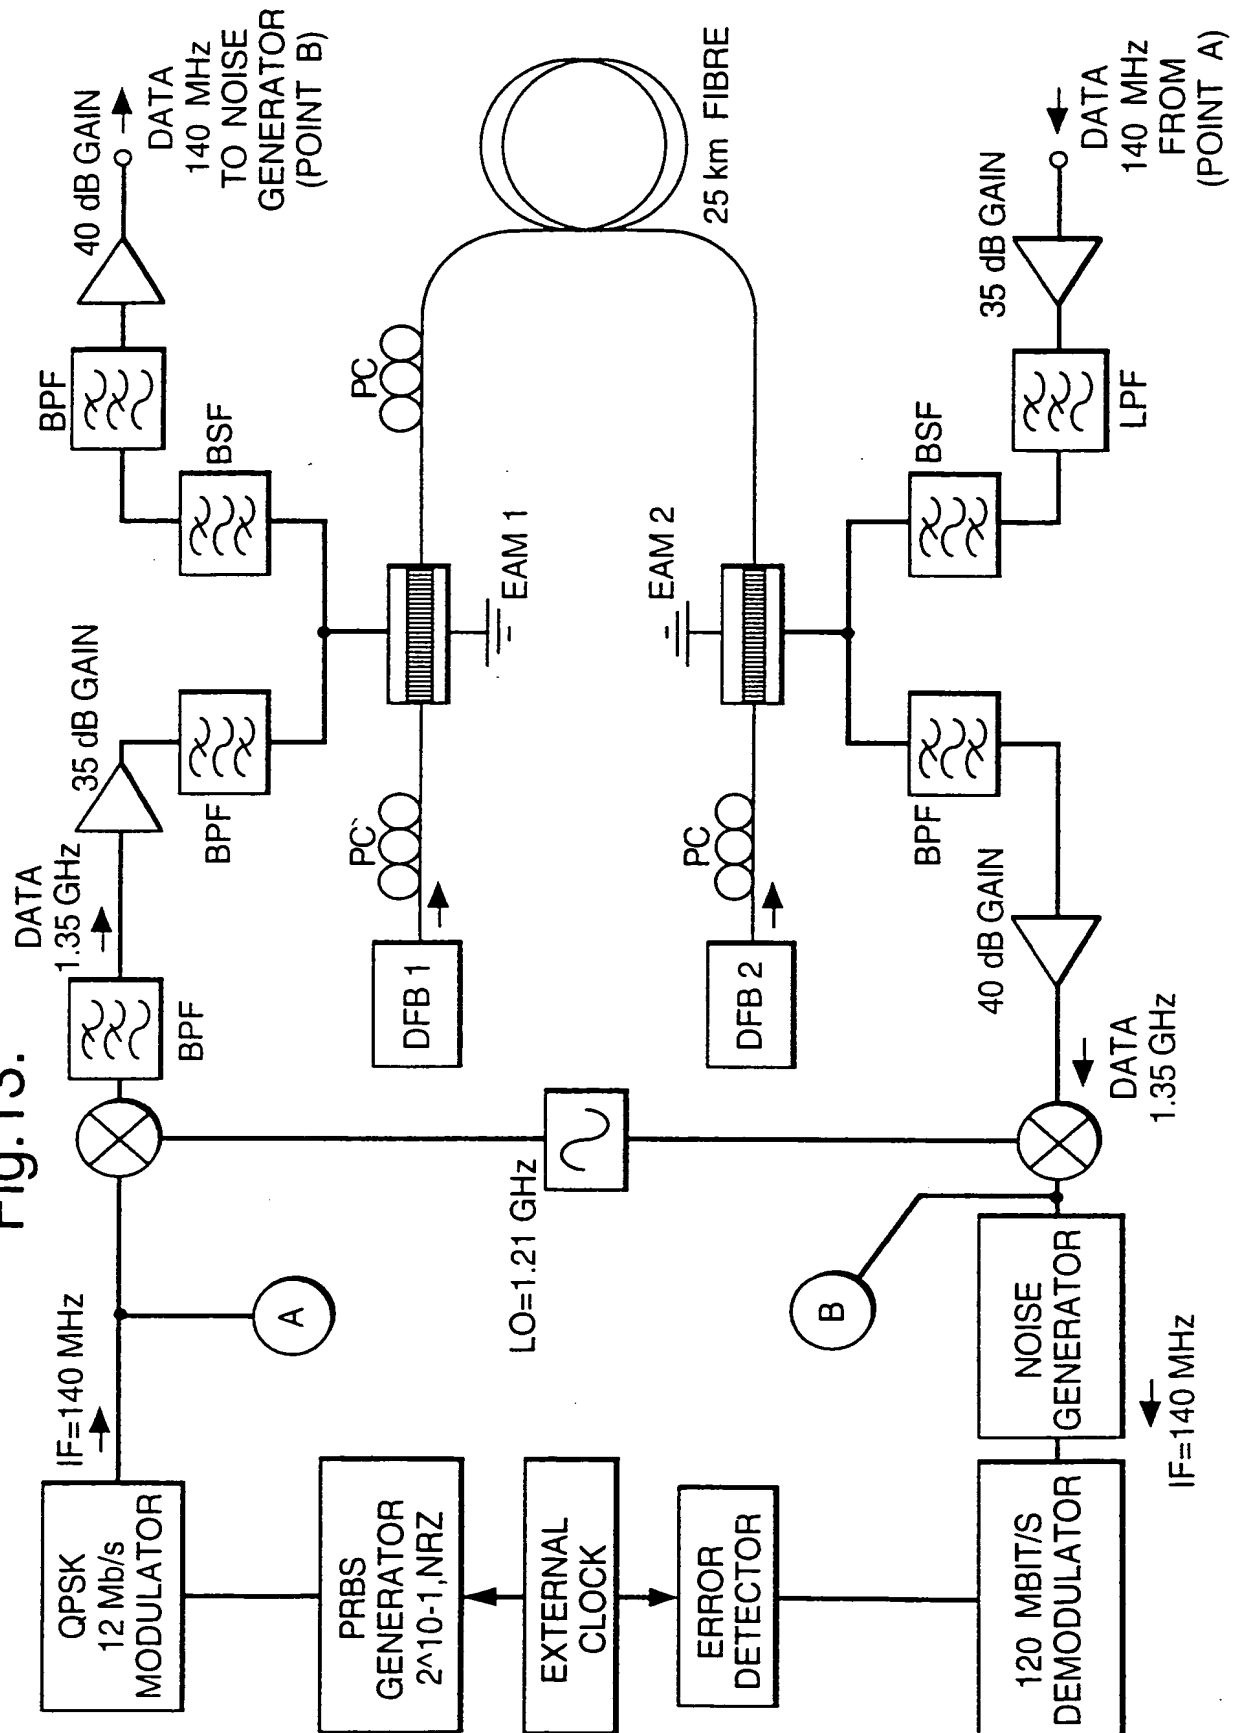 Fig.13.
QPSK
12 Mb/s
MODULATOR
IF=140 MHz
A
BPF
DATA
1.35 GHz
35 dB GAIN
BPF
BSF
BPF
40 dB GAIN
DATA
140 MHz
TO NOISE
GENERATOR
(POINT B)
PRBS
GENERATOR
2^10-1,NRZ
EXTERNAL
CLOCK
ERROR
DETECTOR
LO=1.21 GHz
DFB 1
PC
EAM 1
PC
25 km FIBRE
DFB 2
PC
EAM 2
120 MBIT/S
DEMODULATOR
NOISE
GENERATOR
IF=140 MHz
B
DATA
1.35 GHz
40 dB GAIN
BPF
BSF
LPF
35 dB GAIN
DATA
140 MHz
FROM
(POINT A)